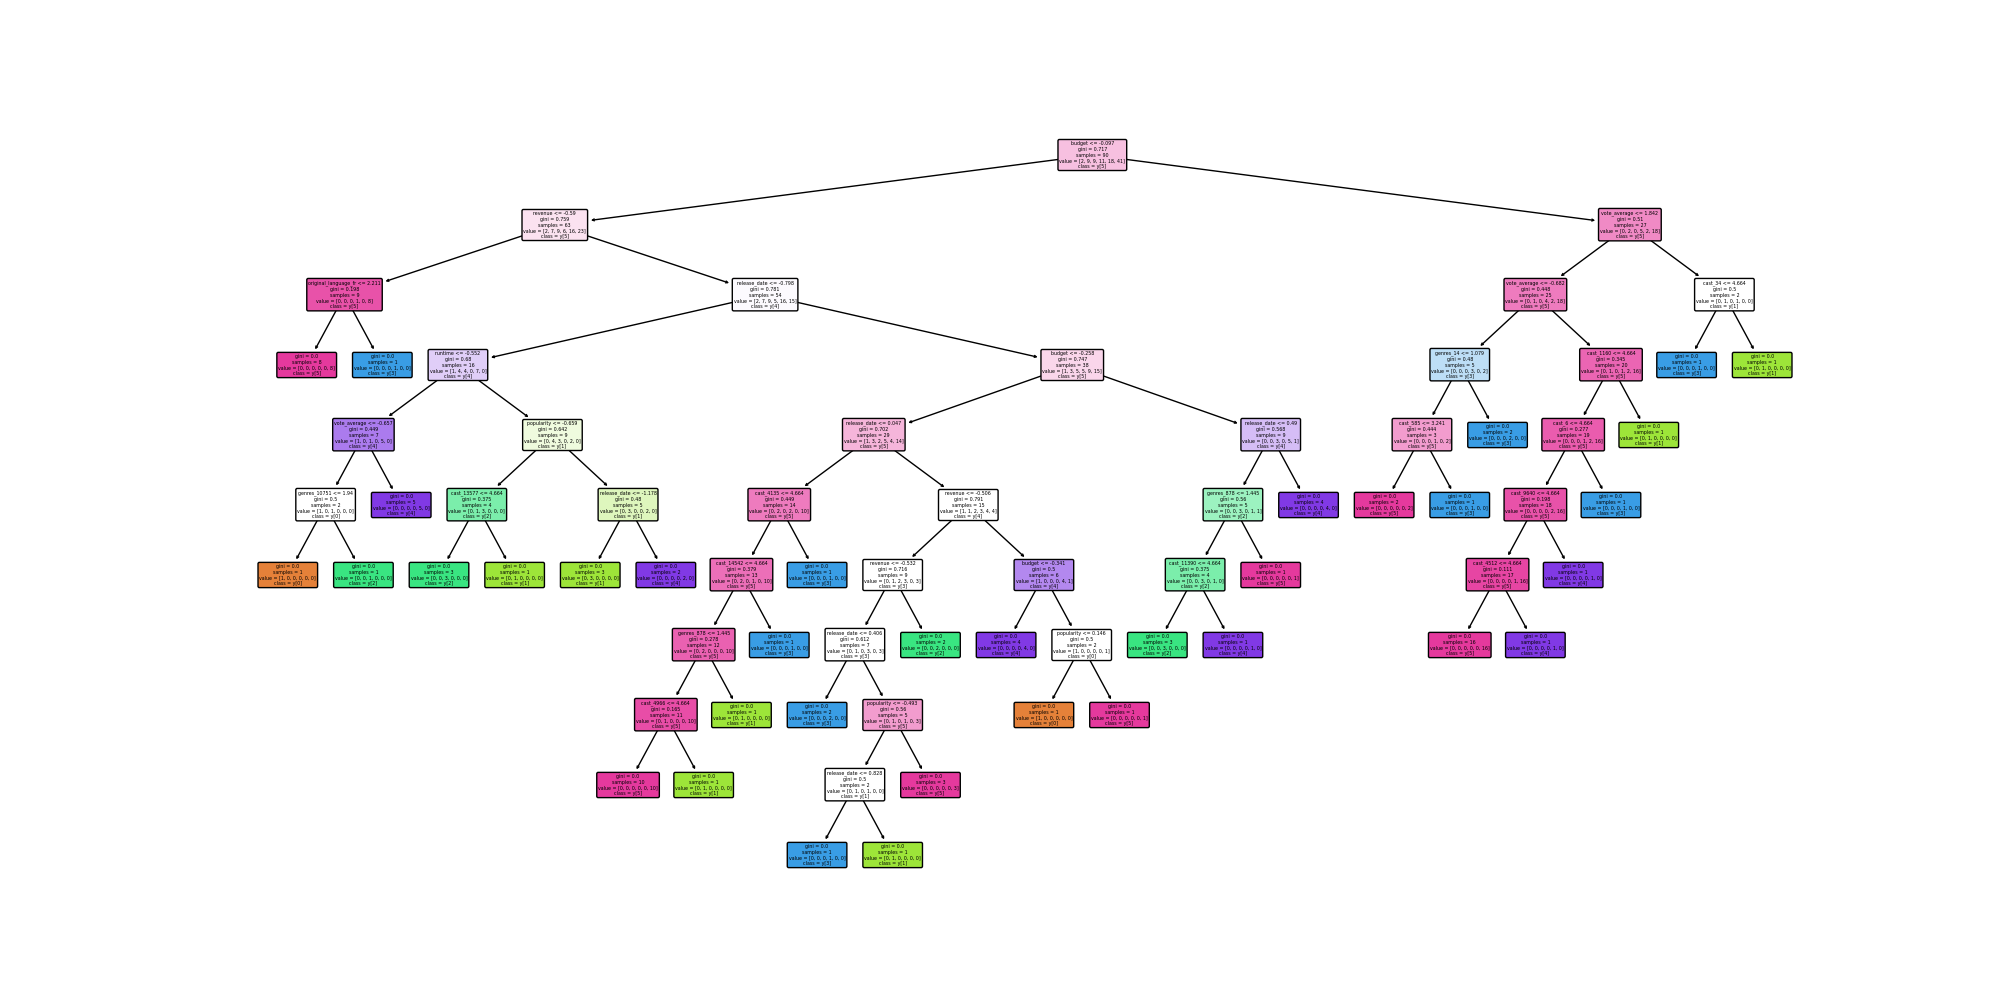 budget <= -0.097
gini = 0.717
samples = 90
value = [2, 9, 9, 11, 18, 41]
class = y[5]
revenue <= -0.59
gini = 0.759
samples = 63
value = [2, 7, 9, 6, 16, 23]
class = y[5]
vote_average <= 1.842
gini = 0.51
samples = 27
value = [0, 2, 0, 5, 2, 18]
class = y[5]
original_language_fr <= 2.211
gini = 0.198
samples = 9
value = [0, 0, 0, 1, 0, 8]
class = y[5]
release_date <= -0.798
gini = 0.781
samples = 54
value = [2, 7, 9, 5, 16, 15]
class = y[4]
vote_average <= -0.682
gini = 0.448
samples = 25
value = [0, 1, 0, 4, 2, 18]
class = y[5]
cast_34 <= 4.664
gini = 0.5
samples = 2
value = [0, 1, 0, 1, 0, 0]
class = y[1]
gini = 0.0
samples = 8
value = [0, 0, 0, 0, 0, 8]
class = y[5]
gini = 0.0
samples = 1
value = [0, 0, 0, 1, 0, 0]
class = y[3]
runtime <= -0.552
gini = 0.68
samples = 16
value = [1, 4, 4, 0, 7, 0]
class = y[4]
budget <= -0.258
gini = 0.747
samples = 38
value = [1, 3, 5, 5, 9, 15]
class = y[5]
genres_14 <= 1.079
gini = 0.48
samples = 5
value = [0, 0, 0, 3, 0, 2]
class = y[3]
cast_1160 <= 4.664
gini = 0.345
samples = 20
value = [0, 1, 0, 1, 2, 16]
class = y[5]
gini = 0.0
samples = 1
value = [0, 0, 0, 1, 0, 0]
class = y[3]
gini = 0.0
samples = 1
value = [0, 1, 0, 0, 0, 0]
class = y[1]
vote_average <= -0.657
gini = 0.449
samples = 7
value = [1, 0, 1, 0, 5, 0]
class = y[4]
popularity <= -0.659
gini = 0.642
samples = 9
value = [0, 4, 3, 0, 2, 0]
class = y[1]
release_date <= 0.047
gini = 0.702
samples = 29
value = [1, 3, 2, 5, 4, 14]
class = y[5]
release_date <= 0.49
gini = 0.568
samples = 9
value = [0, 0, 3, 0, 5, 1]
class = y[4]
cast_585 <= 3.241
gini = 0.444
samples = 3
value = [0, 0, 0, 1, 0, 2]
class = y[5]
gini = 0.0
samples = 2
value = [0, 0, 0, 2, 0, 0]
class = y[3]
cast_6 <= 4.664
gini = 0.277
samples = 19
value = [0, 0, 0, 1, 2, 16]
class = y[5]
gini = 0.0
samples = 1
value = [0, 1, 0, 0, 0, 0]
class = y[1]
genres_10751 <= 1.94
gini = 0.5
samples = 2
value = [1, 0, 1, 0, 0, 0]
class = y[0]
gini = 0.0
samples = 5
value = [0, 0, 0, 0, 5, 0]
class = y[4]
cast_13577 <= 4.664
gini = 0.375
samples = 4
value = [0, 1, 3, 0, 0, 0]
class = y[2]
release_date <= -1.178
gini = 0.48
samples = 5
value = [0, 3, 0, 0, 2, 0]
class = y[1]
cast_4135 <= 4.664
gini = 0.449
samples = 14
value = [0, 2, 0, 2, 0, 10]
class = y[5]
revenue <= -0.506
gini = 0.791
samples = 15
value = [1, 1, 2, 3, 4, 4]
class = y[4]
genres_878 <= 1.445
gini = 0.56
samples = 5
value = [0, 0, 3, 0, 1, 1]
class = y[2]
gini = 0.0
samples = 4
value = [0, 0, 0, 0, 4, 0]
class = y[4]
gini = 0.0
samples = 2
value = [0, 0, 0, 0, 0, 2]
class = y[5]
gini = 0.0
samples = 1
value = [0, 0, 0, 1, 0, 0]
class = y[3]
cast_9640 <= 4.664
gini = 0.198
samples = 18
value = [0, 0, 0, 0, 2, 16]
class = y[5]
gini = 0.0
samples = 1
value = [0, 0, 0, 1, 0, 0]
class = y[3]
gini = 0.0
samples = 1
value = [1, 0, 0, 0, 0, 0]
class = y[0]
gini = 0.0
samples = 1
value = [0, 0, 1, 0, 0, 0]
class = y[2]
gini = 0.0
samples = 3
value = [0, 0, 3, 0, 0, 0]
class = y[2]
gini = 0.0
samples = 1
value = [0, 1, 0, 0, 0, 0]
class = y[1]
gini = 0.0
samples = 3
value = [0, 3, 0, 0, 0, 0]
class = y[1]
gini = 0.0
samples = 2
value = [0, 0, 0, 0, 2, 0]
class = y[4]
cast_14542 <= 4.664
gini = 0.379
samples = 13
value = [0, 2, 0, 1, 0, 10]
class = y[5]
gini = 0.0
samples = 1
value = [0, 0, 0, 1, 0, 0]
class = y[3]
revenue <= -0.532
gini = 0.716
samples = 9
value = [0, 1, 2, 3, 0, 3]
class = y[3]
budget <= -0.341
gini = 0.5
samples = 6
value = [1, 0, 0, 0, 4, 1]
class = y[4]
cast_11390 <= 4.664
gini = 0.375
samples = 4
value = [0, 0, 3, 0, 1, 0]
class = y[2]
gini = 0.0
samples = 1
value = [0, 0, 0, 0, 0, 1]
class = y[5]
cast_4512 <= 4.664
gini = 0.111
samples = 17
value = [0, 0, 0, 0, 1, 16]
class = y[5]
gini = 0.0
samples = 1
value = [0, 0, 0, 0, 1, 0]
class = y[4]
genres_878 <= 1.445
gini = 0.278
samples = 12
value = [0, 2, 0, 0, 0, 10]
class = y[5]
gini = 0.0
samples = 1
value = [0, 0, 0, 1, 0, 0]
class = y[3]
release_date <= 0.406
gini = 0.612
samples = 7
value = [0, 1, 0, 3, 0, 3]
class = y[3]
gini = 0.0
samples = 2
value = [0, 0, 2, 0, 0, 0]
class = y[2]
gini = 0.0
samples = 4
value = [0, 0, 0, 0, 4, 0]
class = y[4]
popularity <= 0.146
gini = 0.5
samples = 2
value = [1, 0, 0, 0, 0, 1]
class = y[0]
gini = 0.0
samples = 3
value = [0, 0, 3, 0, 0, 0]
class = y[2]
gini = 0.0
samples = 1
value = [0, 0, 0, 0, 1, 0]
class = y[4]
gini = 0.0
samples = 16
value = [0, 0, 0, 0, 0, 16]
class = y[5]
gini = 0.0
samples = 1
value = [0, 0, 0, 0, 1, 0]
class = y[4]
cast_4966 <= 4.664
gini = 0.165
samples = 11
value = [0, 1, 0, 0, 0, 10]
class = y[5]
gini = 0.0
samples = 1
value = [0, 1, 0, 0, 0, 0]
class = y[1]
gini = 0.0
samples = 2
value = [0, 0, 0, 2, 0, 0]
class = y[3]
popularity <= -0.493
gini = 0.56
samples = 5
value = [0, 1, 0, 1, 0, 3]
class = y[5]
gini = 0.0
samples = 1
value = [1, 0, 0, 0, 0, 0]
class = y[0]
gini = 0.0
samples = 1
value = [0, 0, 0, 0, 0, 1]
class = y[5]
gini = 0.0
samples = 10
value = [0, 0, 0, 0, 0, 10]
class = y[5]
gini = 0.0
samples = 1
value = [0, 1, 0, 0, 0, 0]
class = y[1]
release_date <= 0.828
gini = 0.5
samples = 2
value = [0, 1, 0, 1, 0, 0]
class = y[1]
gini = 0.0
samples = 3
value = [0, 0, 0, 0, 0, 3]
class = y[5]
gini = 0.0
samples = 1
value = [0, 0, 0, 1, 0, 0]
class = y[3]
gini = 0.0
samples = 1
value = [0, 1, 0, 0, 0, 0]
class = y[1]